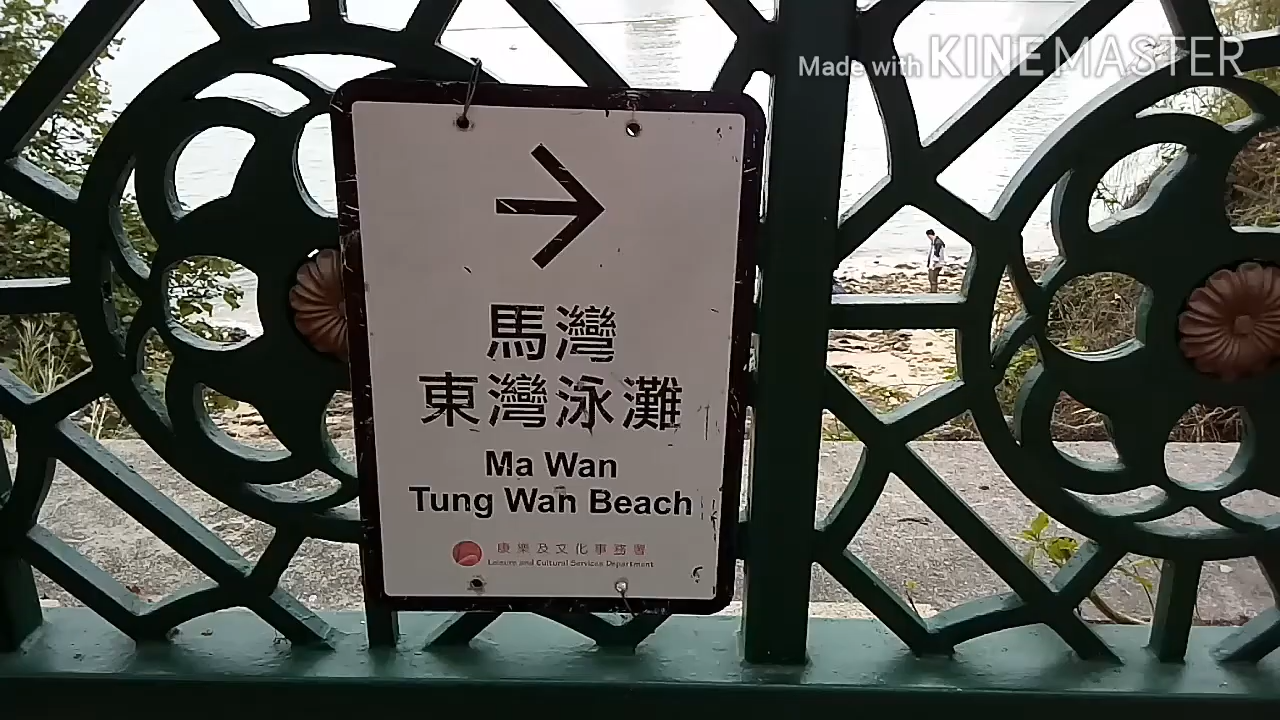 Made with KINEMASTER
馬灣
東灣泳灘
Ma Wan
Tung Wan Beach
康樂及文化事務署
Leisure and Cultural Services Department